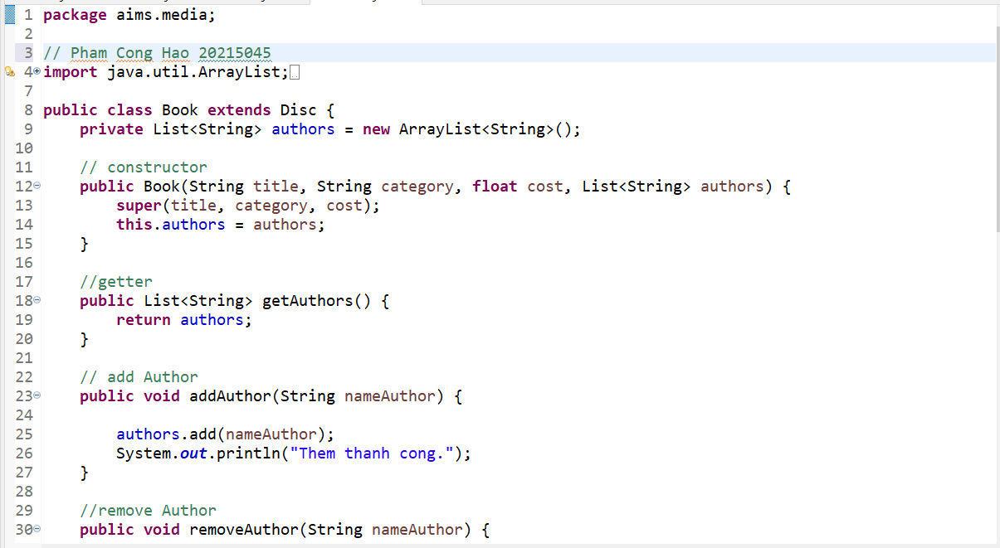 1 package aims.media;
2
3 // Pham Cong Hao 20215045
4 import java.util.ArrayList;
7
8 public class Book extends Disc {
9     private List<String> authors = new ArrayList<String>();
10
11     // constructor
12     public Book(String title, String category, float cost, List<String> authors) {
13         super(title, category, cost);
14         this.authors = authors;
15     }
16
17     //getter
18     public List<String> getAuthors() {
19         return authors;
20     }
21
22     // add Author
23     public void addAuthor(String nameAuthor) {
24
25         authors.add(nameAuthor);
26         System.out.println("Them thanh cong.");
27     }
28
29     //remove Author
30     public void removeAuthor(String nameAuthor) {